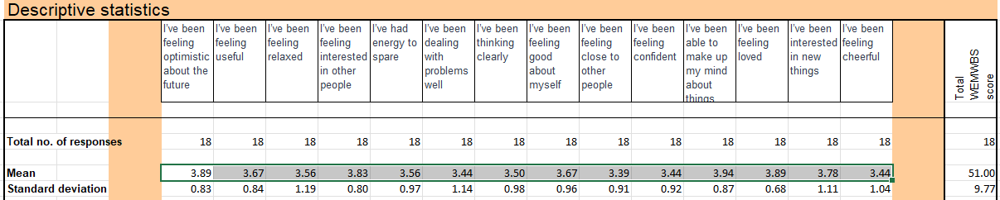 Descriptive statistics
I've been feeling optimistic about the future I've been feeling useful I've been feeling relaxed I've been feeling interested in other people I've had energy to spare I've been dealing with problems well I've been thinking clearly I've been feeling good about myself I've been feeling close to other people I've been feeling confident I've been able to make up my mind about things I've been feeling loved I've been interested in new things I've been feeling cheerful Total WEMWBS score
Total no. of responses 18 18 18 18 18 18 18 18 18 18 18 18 18 18 18
Mean 3.89 3.67 3.56 3.83 3.56 3.44 3.50 3.67 3.39 3.44 3.94 3.89 3.78 3.44 51.00
Standard deviation 0.83 0.84 1.19 0.80 0.97 1.14 0.98 0.96 0.91 0.92 0.87 0.68 1.11 1.04 9.77